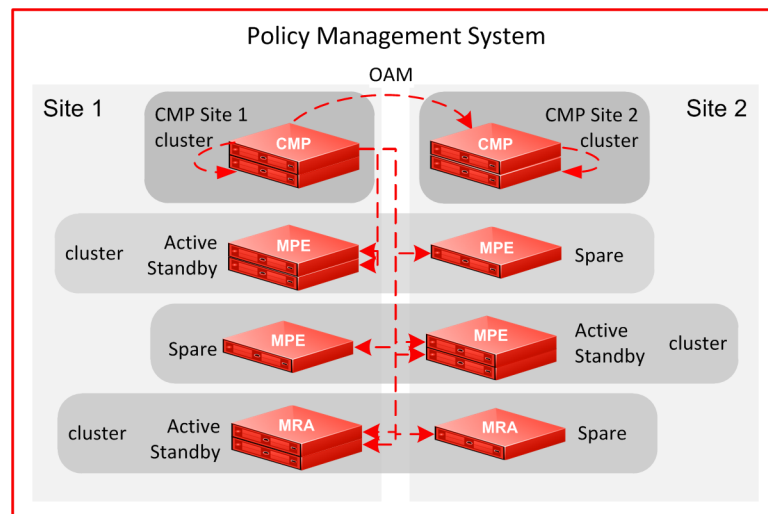 Policy Management System
OAM
Site 1
CMP Site 1
cluster
CMP
CMP
CMP Site 2
cluster
Site 2
cluster
Active
Standby
MPE
MPE
Spare
Spare
MPE
MPE
Active
Standby
cluster
cluster
Active
Standby
MRA
MRA
Spare